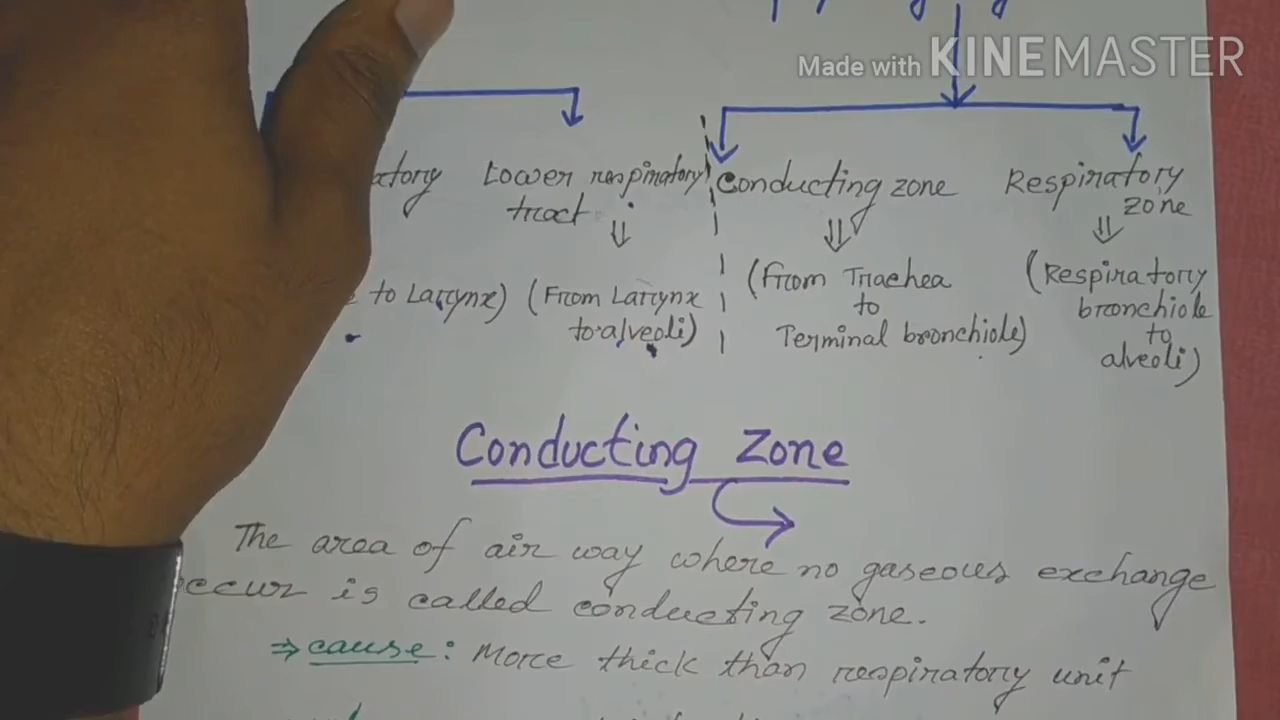 Made with KINEMASTER
Lower respiratory
tract
⇓
to Larynx) (From Larynx
to alveoli)
Conducting zone
⇓
(From Trachea
to
Terminal bronchiole)
Respiratory
zone
⇓
(Respiratory
bronchiole
to
alveoli)
Conducting Zone
The area of air way where no gaseous exchange
occur is called conducting zone.
⇒ cause: More thick than respiratory unit